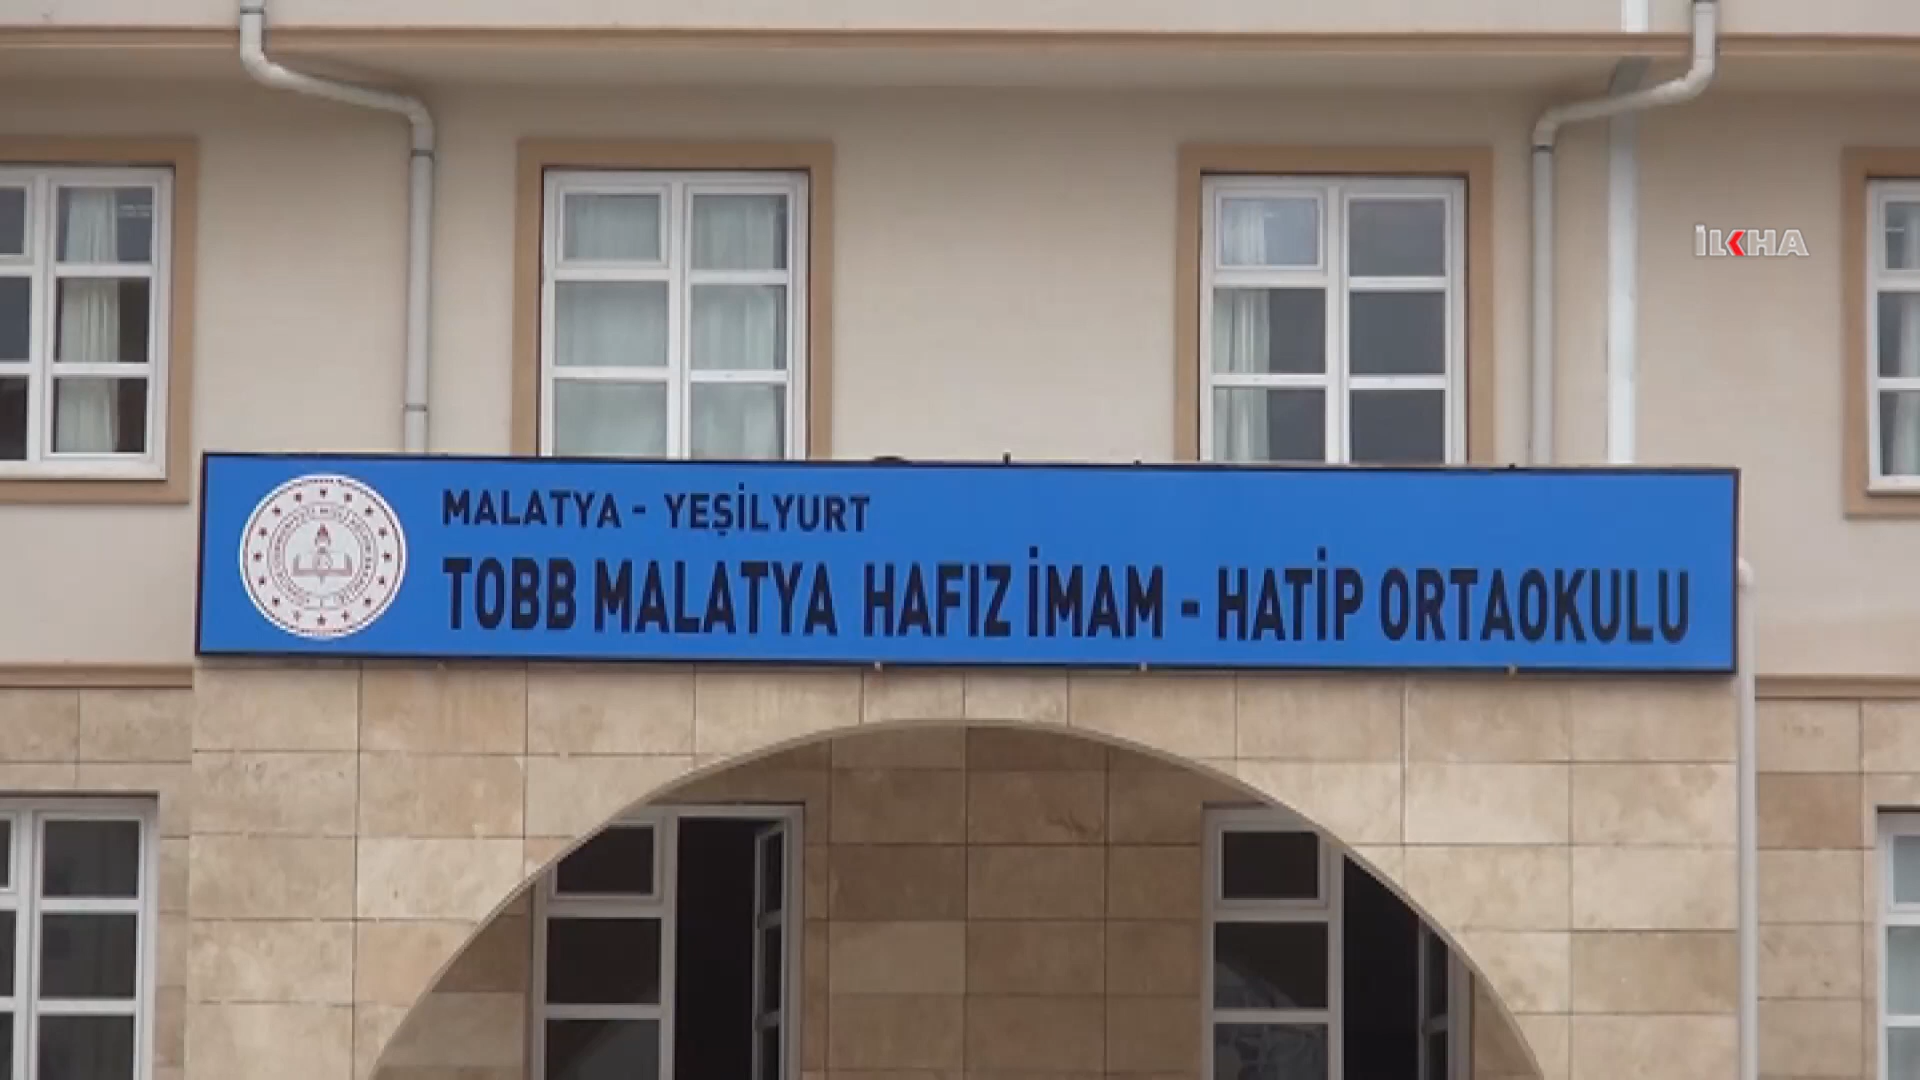 İLKHA
MALATYA - YEŞİLYURT
TOBB MALATYA HAFIZ İMAM - HATİP ORTAOKULU